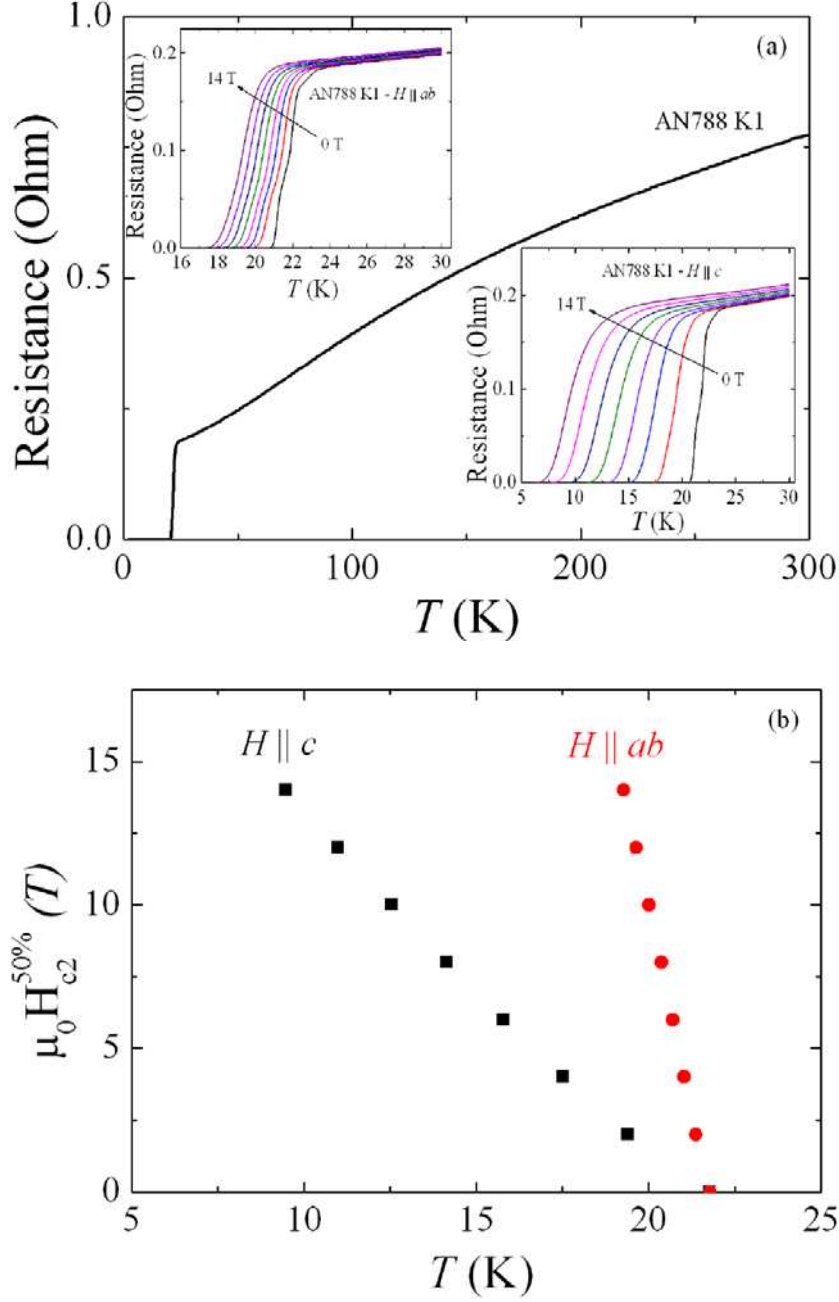 1.0
(a)
0.2
14 T
AN788 K1 - H || ab
0 T
0.1
0.0
Resistance (Ohm)
16 18 20 22 24 26 28 30
T (K)
AN788 K1
AN788 K1 - H || c
0.2
14 T
0 T
0.1
0.0
Resistance (Ohm)
5 10 15 20 25 30
T (K)
0.5
0.0
Resistance (Ohm)
0 100 200 300
T (K)
(b)
H || c
H || ab
15
10
5
0
μ₀H_c2^50% (T)
5 10 15 20 25
T (K)